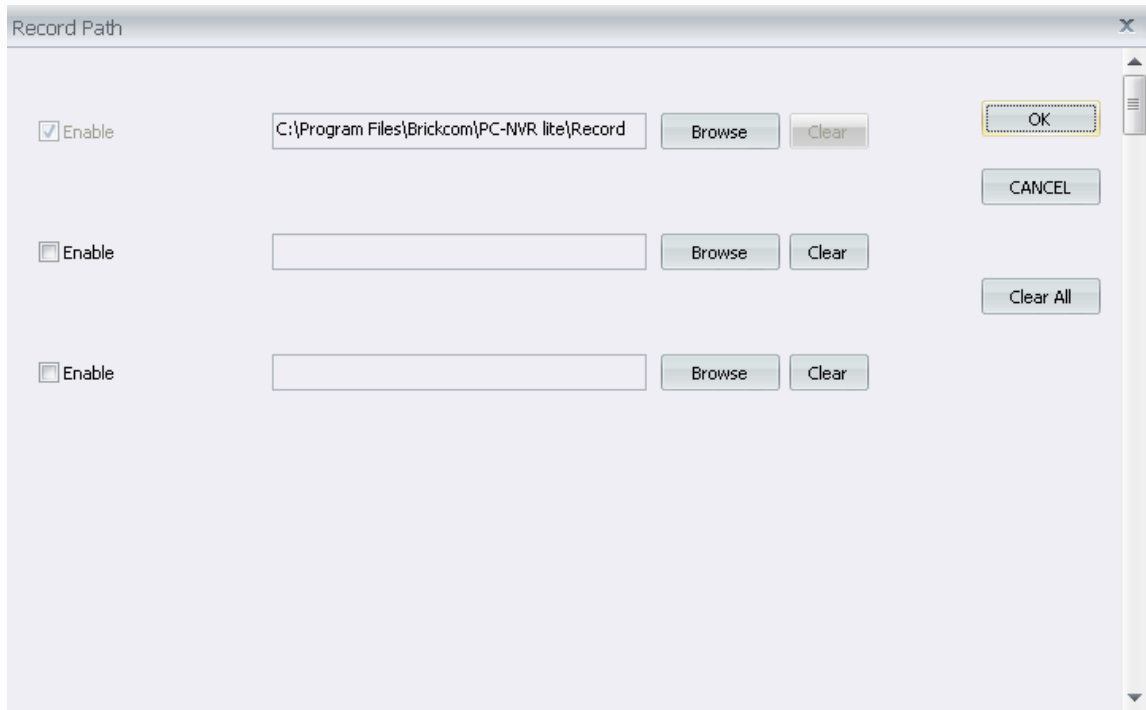 Record Path X
Enable C:\Program Files\Brickcom\PC-NVR lite\Record Browse Clear OK
CANCEL
Enable Browse Clear
Clear All
Enable Browse Clear